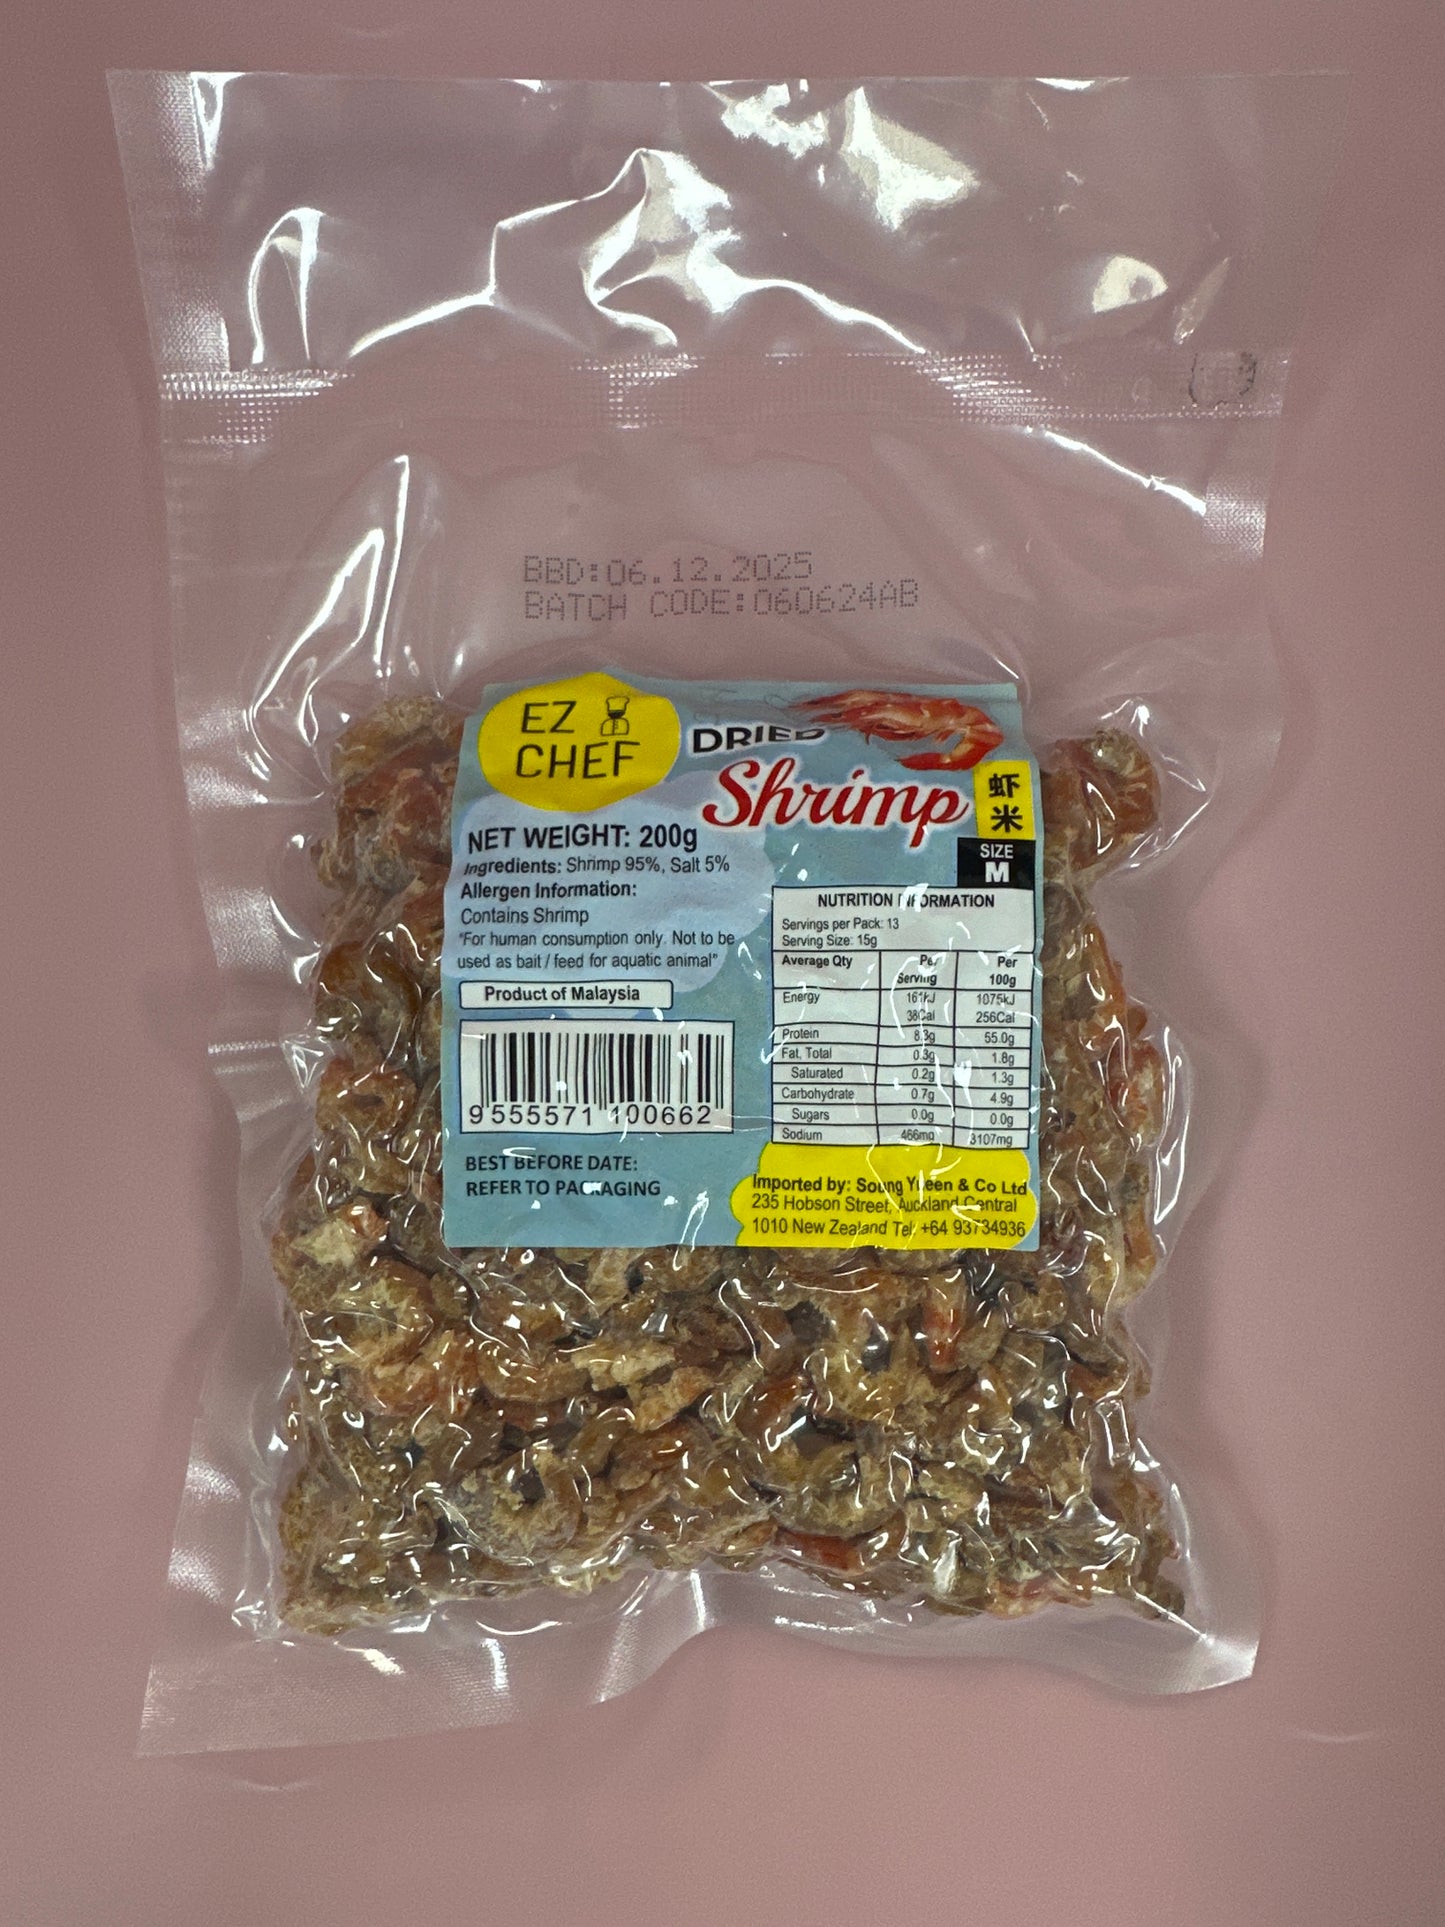 BBD:06.12.2025
BATCH CODE:060624AB
EZ
CHEF
DRIED
Shrimp
虾
米
SIZE
M
NET WEIGHT: 200g
Ingredients: Shrimp 95%, Salt 5%
Allergen Information:
Contains Shrimp
"For human consumption only. Not to be
used as bait / feed for aquatic animal"
Product of Malaysia
9 555571 100662
BEST BEFORE DATE:
REFER TO PACKAGING
NUTRITION INFORMATION
Servings per Pack: 13
Serving Size: 15g
Average Qty Per Serving Per 100g
Energy 161kJ 1075kJ
38Cal 256Cal
Protein 8.3g 55.0g
Fat, Total 0.3g 1.8g
Saturated 0.2g 1.3g
Carbohydrate 0.7g 4.9g
Sugars 0.0g 0.0g
Sodium 466mg 3107mg
Imported by: Soung Yueen & Co Ltd
235 Hobson Street, Auckland Central
1010 New Zealand Tel: +64 93734936